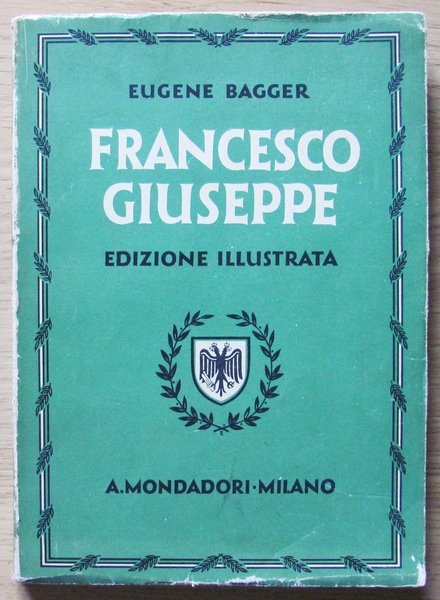 EUGENE BAGGER
FRANCESCO
GIUSEPPE
EDIZIONE ILLUSTRATA
A.MONDADORI·MILANO